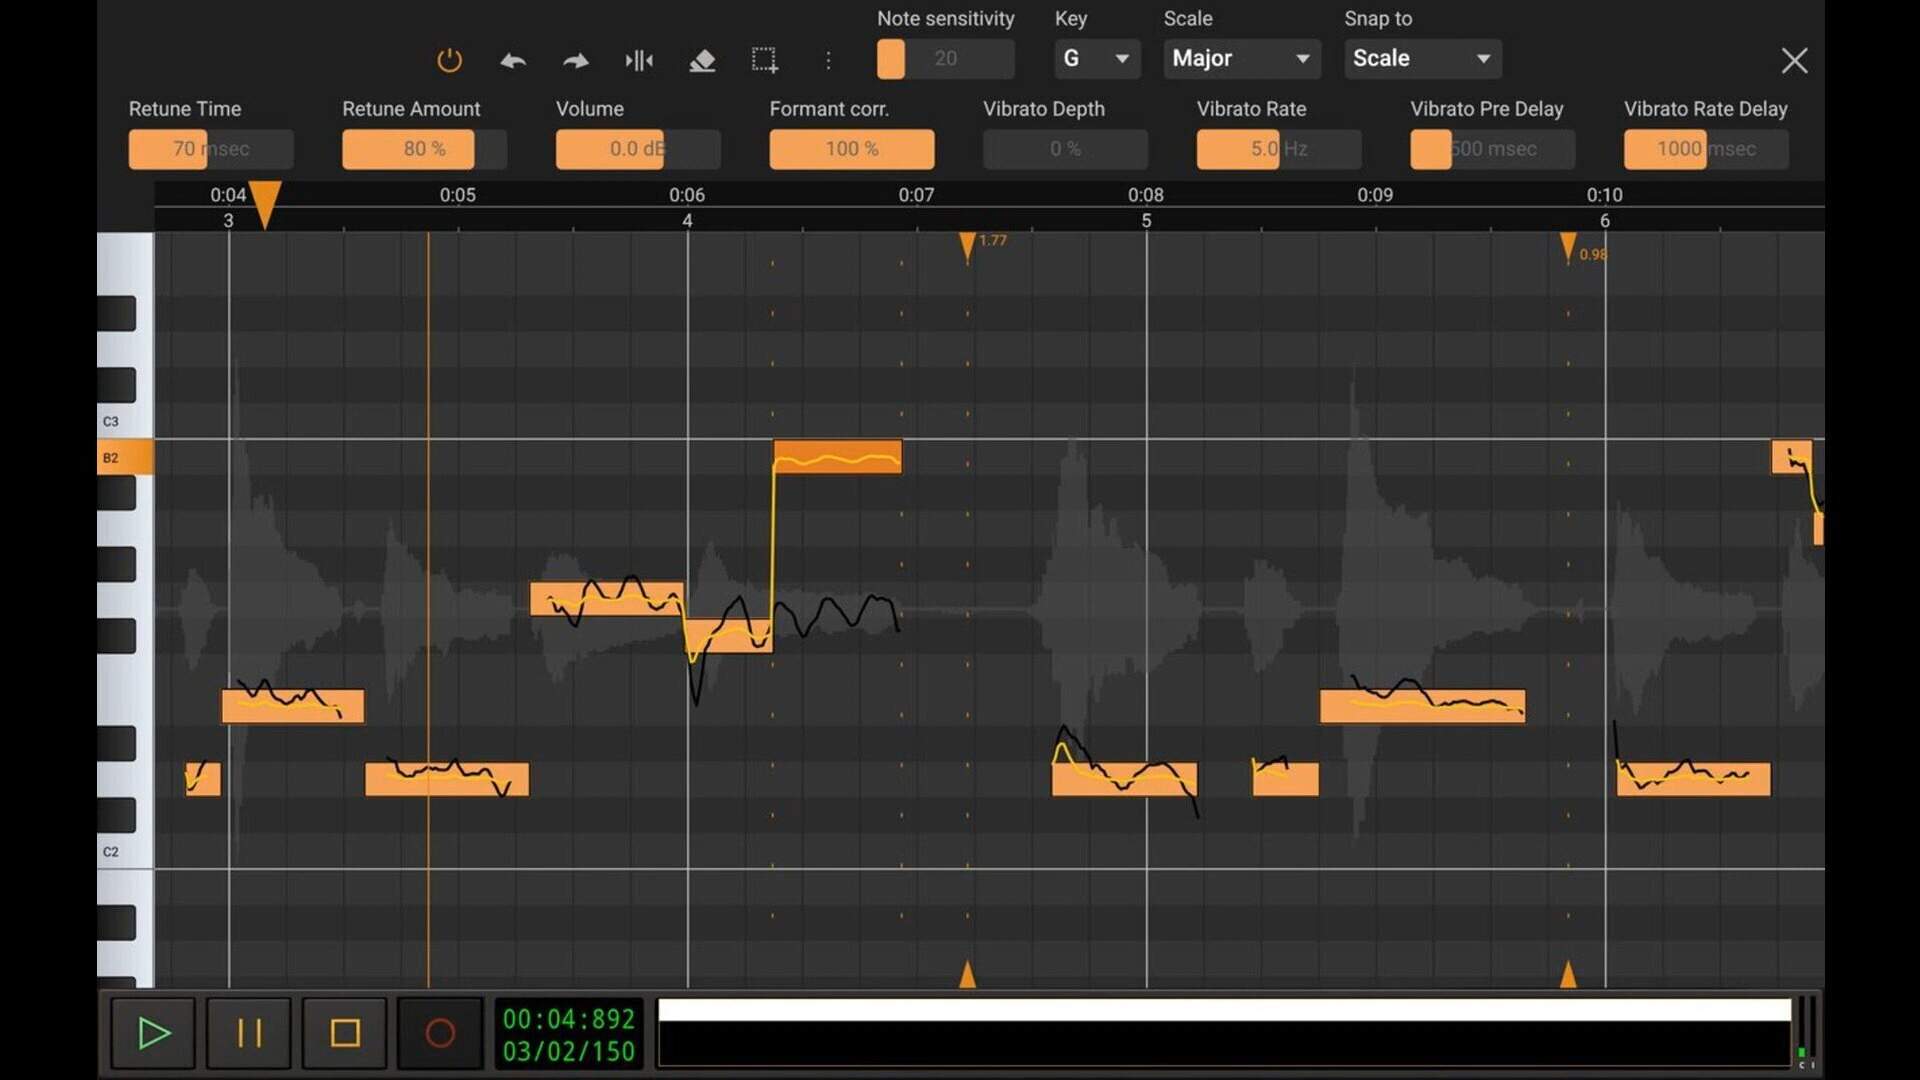 Note sensitivity
Key
Scale
Snap to
20
G
Major
Scale
Retune Time
Retune Amount
Volume
Formant corr.
Vibrato Depth
Vibrato Rate
Vibrato Pre Delay
Vibrato Rate Delay
70 msec
80 %
0.0 dB
100 %
0 %
5.0 Hz
500 msec
1000 msec
0:04
0:05
0:06
0:07
0:08
0:09
0:10
3
4
5
6
1.77
0.98
C3
B2
C2
00:04:892
03/02/150